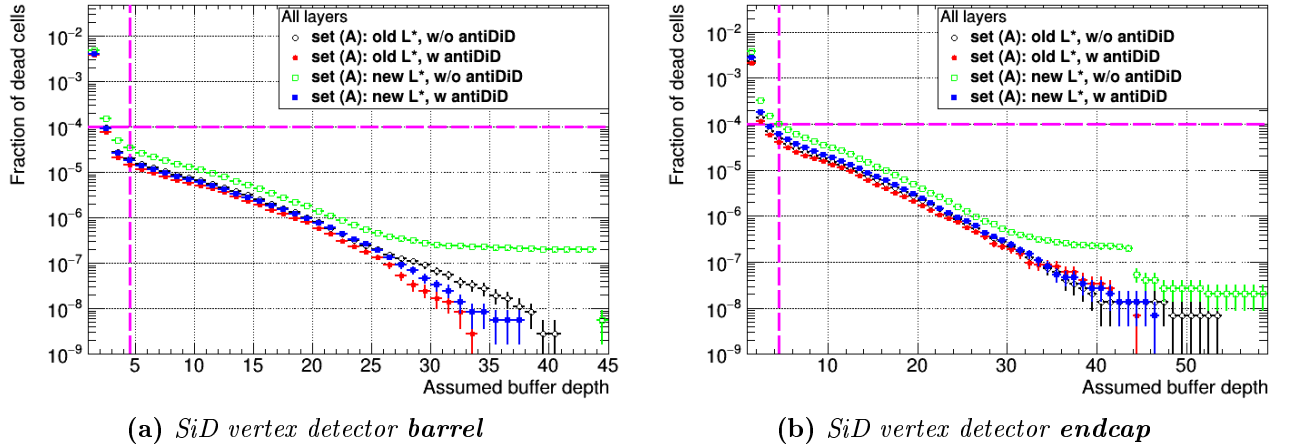 All layers
set (A): old L*, w/o antiDiD
set (A): old L*, w antiDiD
set (A): new L*, w/o antiDiD
set (A): new L*, w antiDiD
Fraction of dead cells
10⁻²
10⁻³
10⁻⁴
10⁻⁵
10⁻⁶
10⁻⁷
10⁻⁸
10⁻⁹
5 10 15 20 25 30 35 40 45
Assumed buffer depth
(a) SiD vertex detector barrel
All layers
set (A): old L*, w/o antiDiD
set (A): old L*, w antiDiD
set (A): new L*, w/o antiDiD
set (A): new L*, w antiDiD
Fraction of dead cells
10⁻²
10⁻³
10⁻⁴
10⁻⁵
10⁻⁶
10⁻⁷
10⁻⁸
10⁻⁹
10 20 30 40 50
Assumed buffer depth
(b) SiD vertex detector endcap